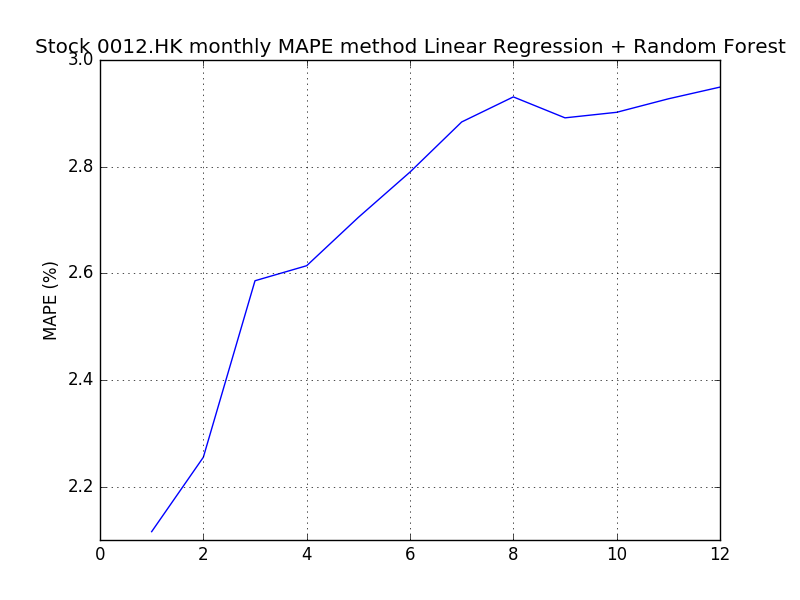 Stock 0012.HK monthly MAPE method Linear Regression + Random Forest
3.0
2.8
2.6
2.4
2.2
MAPE (%)
0 2 4 6 8 10 12